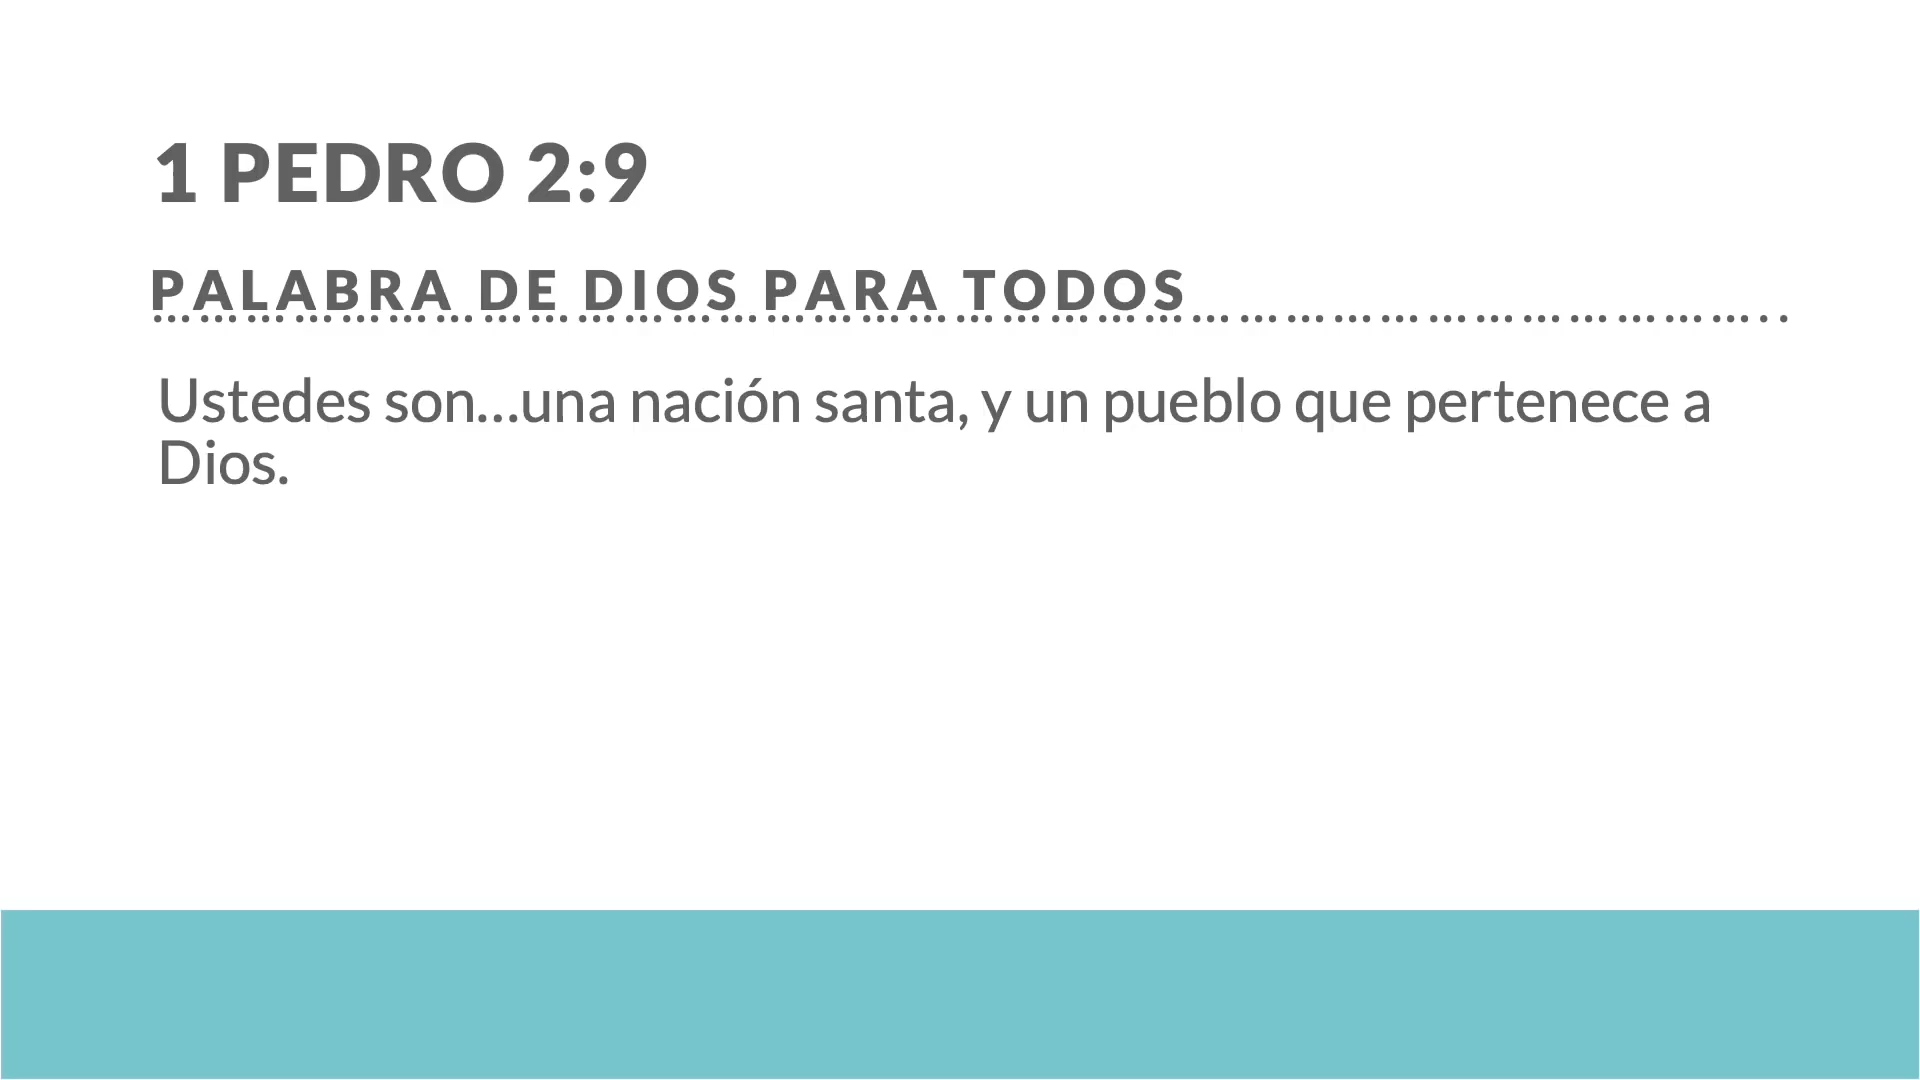 1 PEDRO 2:9
PALABRA DE DIOS PARA TODOS
Ustedes son…una nación santa, y un pueblo que pertenece a
Dios.